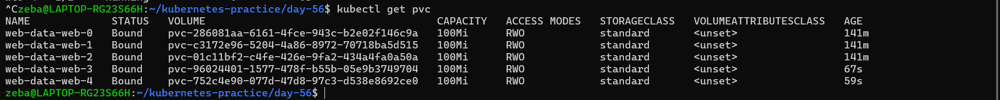 ^Czeba@LAPTOP-RG23S66H:~/kubernetes-practice/day-56$ kubectl get pvc
NAME STATUS VOLUME CAPACITY ACCESS MODES STORAGECLASS VOLUMEATTRIBUTESCLASS AGE
web-data-web-0 Bound pvc-286081aa-6161-4fce-943c-b2e02f146c9a 100Mi RWO standard <unset> 141m
web-data-web-1 Bound pvc-c3172e96-5204-4a86-8972-70718ba5d515 100Mi RWO standard <unset> 141m
web-data-web-2 Bound pvc-01c11bf2-c4fe-426e-9fa2-434a4fa0a50a 100Mi RWO standard <unset> 141m
web-data-web-3 Bound pvc-96024401-1577-478f-b55b-05e9b3749704 100Mi RWO standard <unset> 67s
web-data-web-4 Bound pvc-752c4e90-077d-47d8-97c3-d538e8692ce0 100Mi RWO standard <unset> 59s
zeba@LAPTOP-RG23S66H:~/kubernetes-practice/day-56$